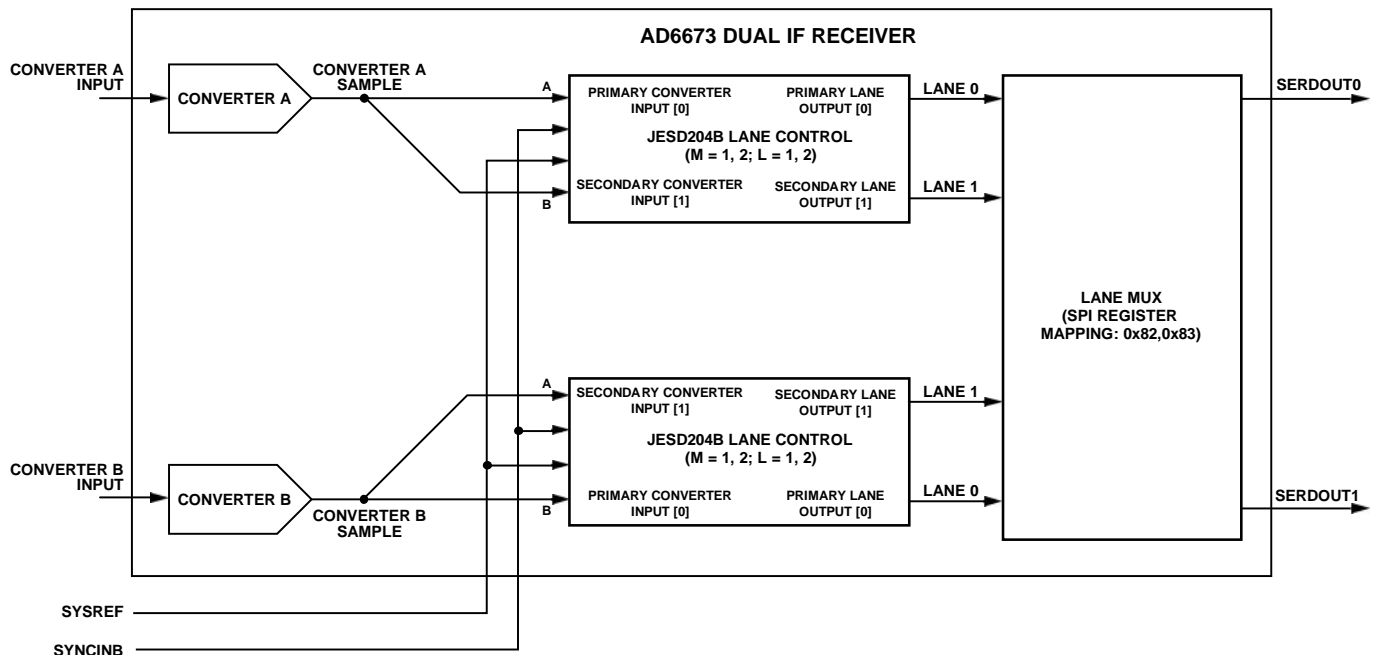 AD6673 DUAL IF RECEIVER
CONVERTER A
INPUT
CONVERTER A
CONVERTER A
SAMPLE
A
B
PRIMARY CONVERTER
INPUT [0]
PRIMARY LANE
OUTPUT [0]
JESD204B LANE CONTROL
(M = 1, 2; L = 1, 2)
SECONDARY CONVERTER
INPUT [1]
SECONDARY LANE
OUTPUT [1]
LANE 0
LANE 1
SERDOUT0
LANE MUX
(SPI REGISTER
MAPPING: 0x82,0x83)
CONVERTER B
INPUT
CONVERTER B
CONVERTER B
SAMPLE
A
B
SECONDARY CONVERTER
INPUT [1]
SECONDARY LANE
OUTPUT [1]
JESD204B LANE CONTROL
(M = 1, 2; L = 1, 2)
PRIMARY CONVERTER
INPUT [0]
PRIMARY LANE
OUTPUT [0]
LANE 1
LANE 0
SERDOUT1
SYSREF
SYNCINB